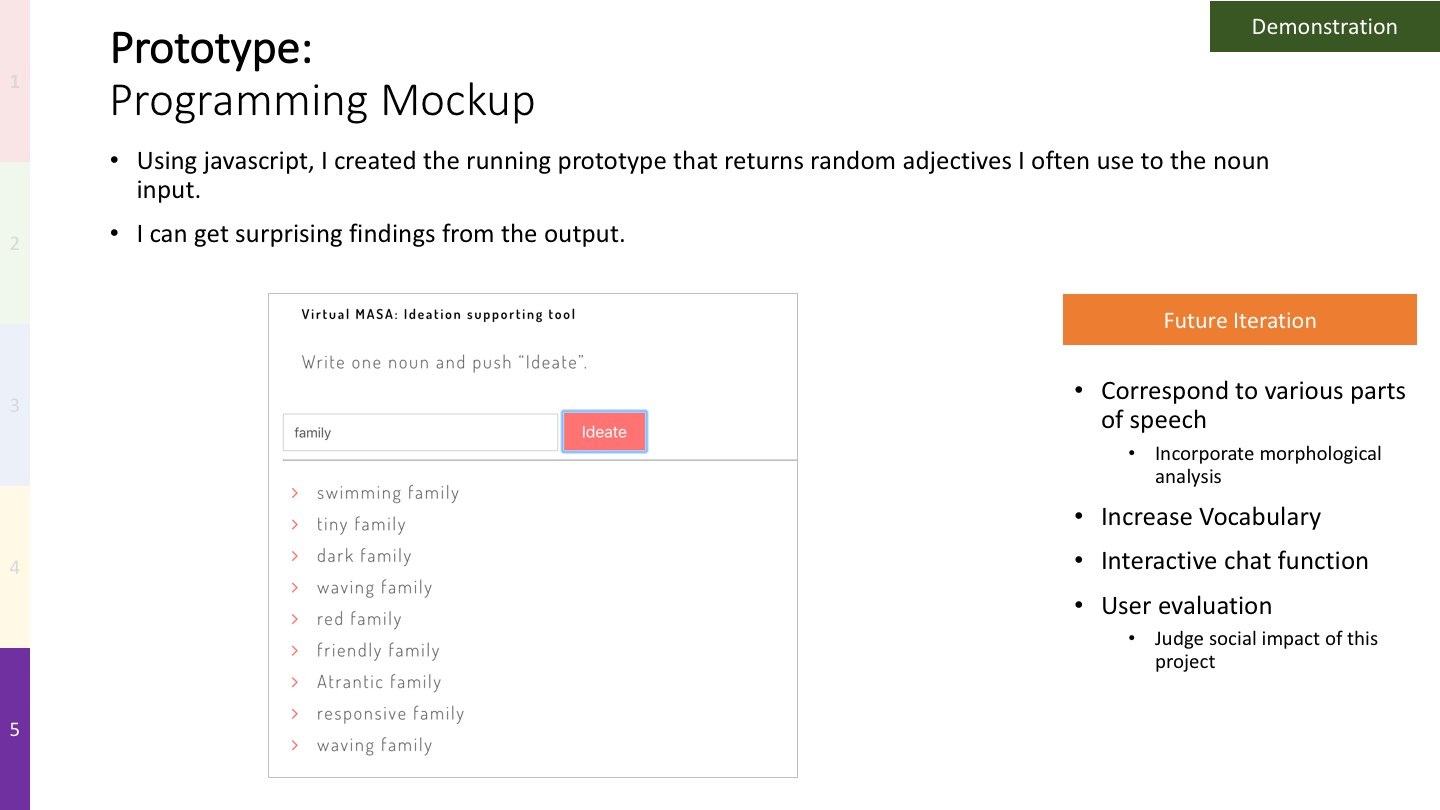 Demonstration
Prototype:
Programming Mockup
• Using javascript, I created the running prototype that returns random adjectives I often use to the noun
input.
• I can get surprising findings from the output.
Virtual MASA: Ideation supporting tool
Write one noun and push “Ideate”.
family
Ideate
swimming family
tiny family
dark family
waving family
red family
friendly family
Atrantic family
responsive family
waving family
Future Iteration
• Correspond to various parts
of speech
• Incorporate morphological
analysis
• Increase Vocabulary
• Interactive chat function
• User evaluation
• Judge social impact of this
project
1
2
3
4
5